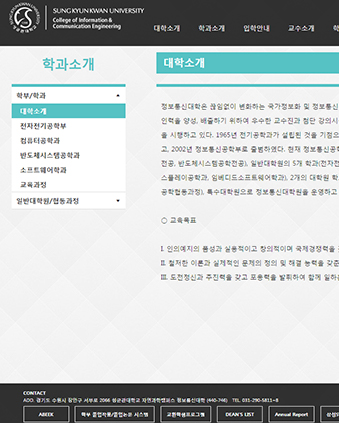 SUNG KYUN KWAN UNIVERSITY
College of Information &
Communication Engineering
대학소개 학과소개 입학안내 교수소개
학과소개
학부/학과
대학소개
전자전기공학부
컴퓨터공학과
반도체시스템공학과
소프트웨어학과
교육과정
일반대학원/협동과정
대학소개
정보통신대학은 끊임없이 변화하는 국가정보화 및 정보통신
인력을 양성, 배출하기 위하여 우수한 교수진과 첨단 강의시
을 시행하고 있다. 1965년 전기공학과가 설립된 것을 기점으
고, 2002년 정보통신공학부로 출범하였다. 현재 정보통신공학
전공, 반도체시스템공학전공), 일반대학원의 5개 학과(전자전
스플레이공학과, 임베디드소프트웨어학과), 2개의 대학원 학
공학협동과정), 특수대학원으로 정보통신대학원을 운영하고
○ 교육목표
I. 인의예지의 품성과 실용적이고 창의적이며 국제경쟁력을
II. 철저한 이론과 실제적인 문제의 정의 및 해결 능력을 갖춘
III. 도전정신과 추진력을 갖고 포용력을 발휘하여 함께 일하는
CONTACT
ADD. 경기도 수원시 장안구 서부로 2066 성균관대학교 자연과학캠퍼스 정보통신대학 (440-746) TEL. 031-290-5811~8
ABEEK 학부 졸업작품/졸업논문 시스템 교환학생프로그램 DEAN'S LIST Annual Report